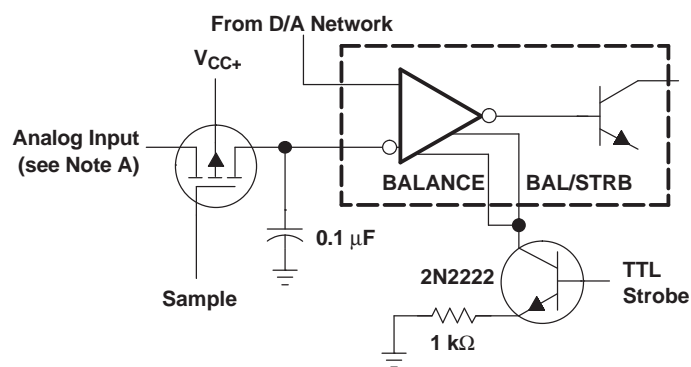 From D/A Network
VCC+
Analog Input
(see Note A)
BALANCE
BAL/STRB
0.1 μF
2N2222
TTL
Strobe
Sample
1 kΩ